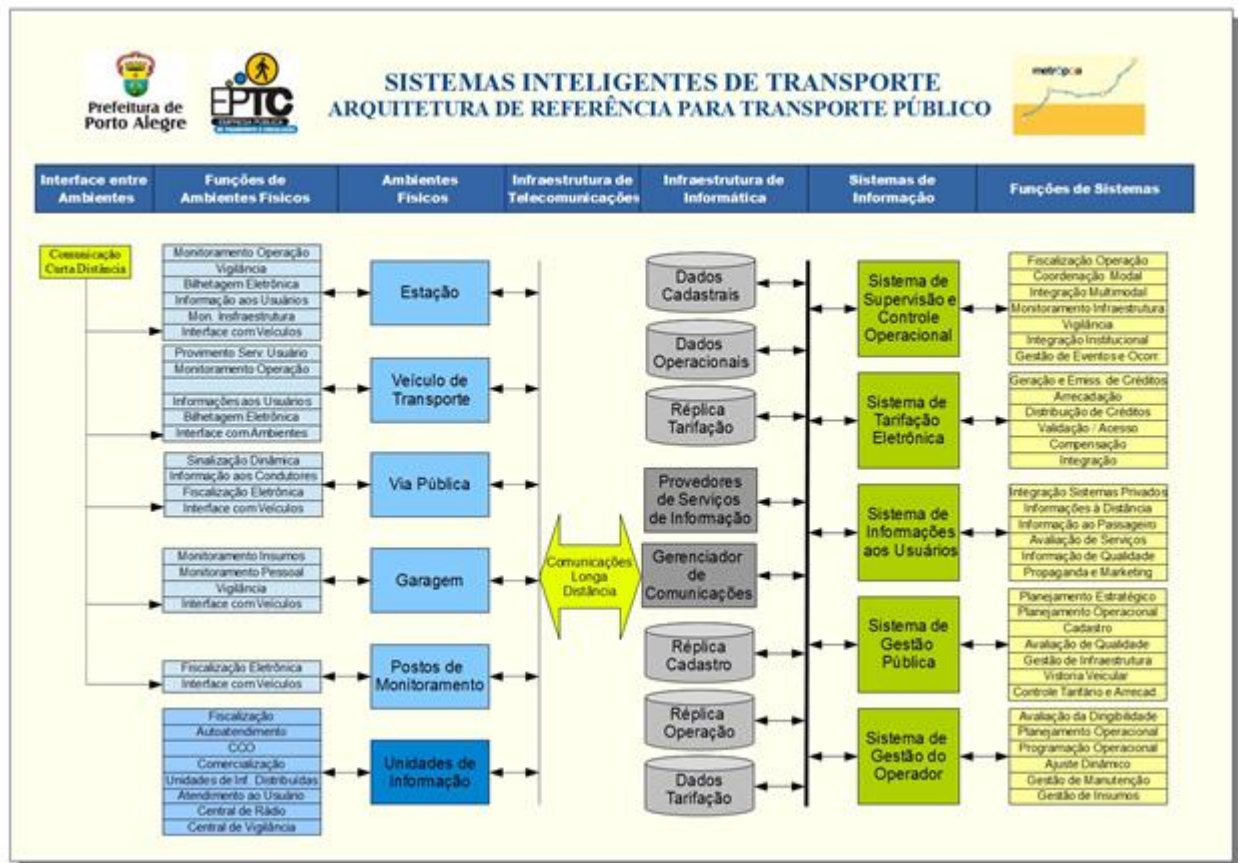 Prefeitura de
Porto Alegre
EPTC
EMPRESA PÚBLICA
DE TRANSPORTE E CIRCULAÇÃO
SISTEMAS INTELIGENTES DE TRANSPORTE
ARQUITETURA DE REFERÊNCIA PARA TRANSPORTE PÚBLICO
metrópoa
Interface entre
Ambientes
Funções de
Ambientes Físicos
Ambientes
Físicos
Infraestrutura de
Telecomunicações
Infraestrutura de
Informática
Sistemas de
Informação
Funções de Sistemas
Comunicação
Curta Distância
Monitoramento Operação
Vigilância
Bilhetagem Eletrônica
Informação aos Usuários
Mon. Insfraestrutura
Interface com Veículos
Provimento Serv. Usuário
Monitoramento Operação
Informações aos Usuários
Bilhetagem Eletrônica
Interface com Ambientes
Sinalização Dinâmica
Informação aos Condutores
Fiscalização Eletrônica
Interface com Veículos
Monitoramento Insumos
Monitoramento Pessoal
Vigilância
Interface com Veículos
Fiscalização Eletrônica
Interface com Veículos
Fiscalização
Autoatendimento
CCO
Comercialização
Unidades de Inf. Distribuídas
Atendimento ao Usuário
Central de Rádio
Central de Vigilância
Estação
Veículo de
Transporte
Via Pública
Garagem
Postos de
Monitoramento
Unidades de
Informação
Comunicações
Longa
Distância
Dados
Cadastrais
Dados
Operacionais
Réplica
Tarifação
Provedores
de Serviços
de Informação
Gerenciador
de
Comunicações
Réplica
Cadastro
Réplica
Operação
Dados
Tarifação
Sistema de
Supervisão e
Controle
Operacional
Sistema de
Tarifação
Eletrônica
Sistema de
Informações
aos Usuários
Sistema de
Gestão
Pública
Sistema de
Gestão do
Operador
Fiscalização Operação
Coordenação Modal
Integração Multimodal
Monitoramento Infraestrutura
Vigilância
Integração Institucional
Gestão de Eventos e Ocorr.
Geração e Emiss. de Créditos
Arrecadação
Distribuição de Créditos
Validação / Acesso
Compensação
Integração
Integração Sistemas Privados
Informações à Distância
Informação ao Passageiro
Avaliação de Serviços
Informação de Qualidade
Propaganda e Marketing
Planejamento Estratégico
Planejamento Operacional
Cadastro
Avaliação de Qualidade
Gestão de Infraestrutura
Vistoria Veicular
Controle Tarifário e Arrecad.
Avaliação da Dirigibilidade
Planejamento Operacional
Programação Operacional
Ajuste Dinâmico
Gestão de Manutenção
Gestão de Insumos